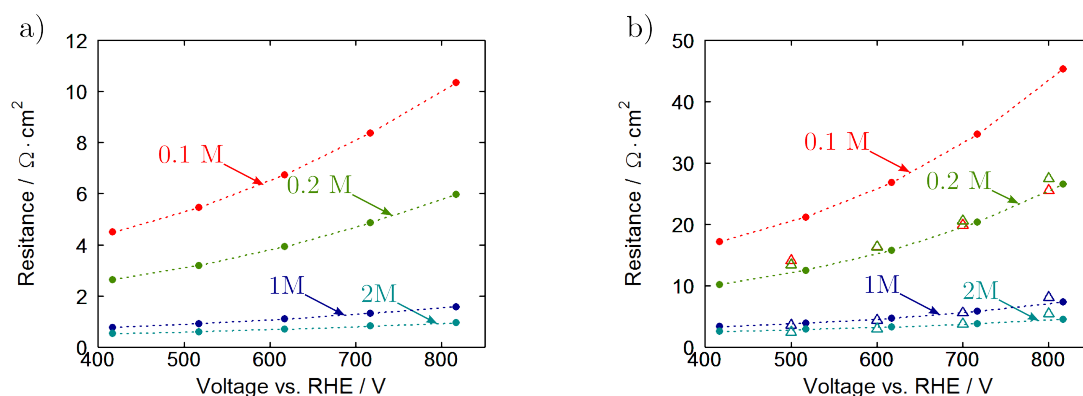 a)
12
10
8
6
4
2
0
400 500 600 700 800
Resitance / Ω·cm²
Voltage vs. RHE / V
0.1 M
0.2 M
1M
2M
b)
50
40
30
20
10
0
400 500 600 700 800
Resitance / Ω·cm²
Voltage vs. RHE / V
0.1 M
0.2 M
1M
2M